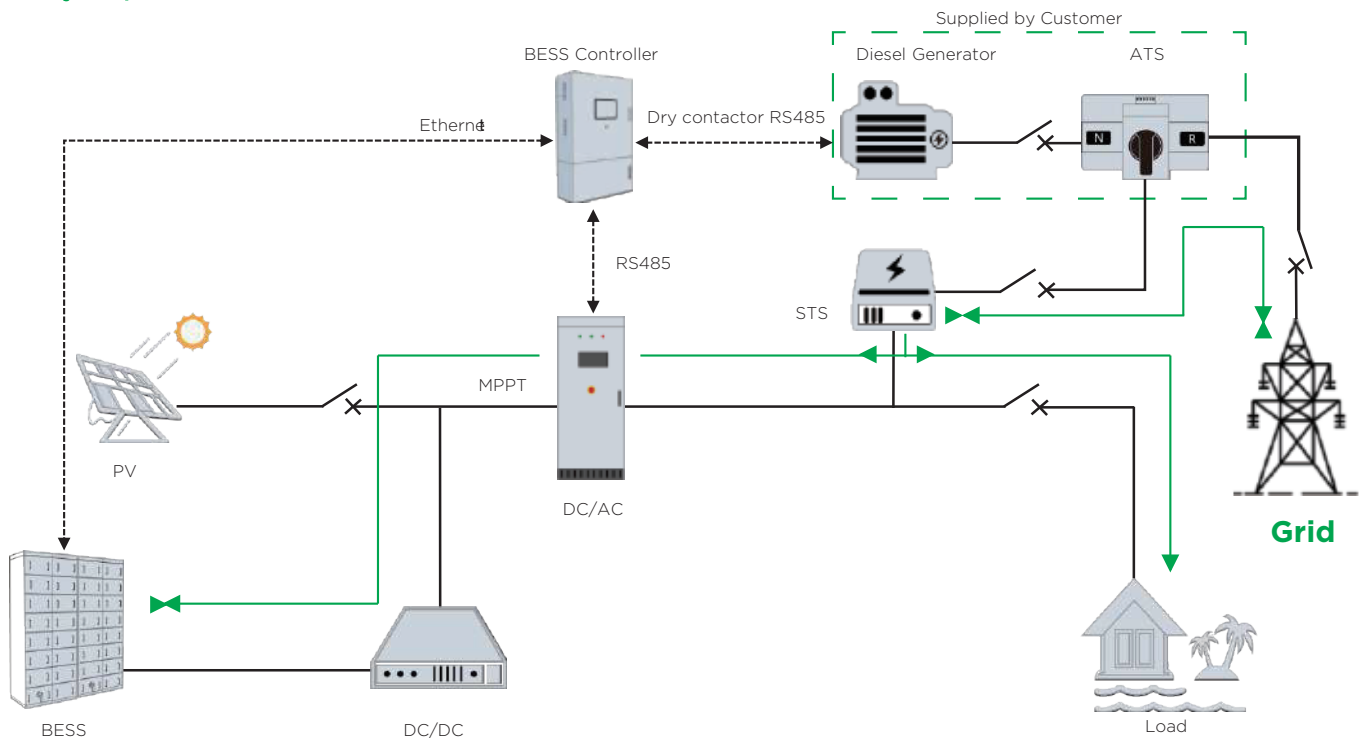 Supplied by Customer
BESS Controller
Diesel Generator
ATS
Ethernet
Dry contactor RS485
N
R
RS485
STS
MPPT
PV
DC/AC
Grid
BESS
DC/DC
Load